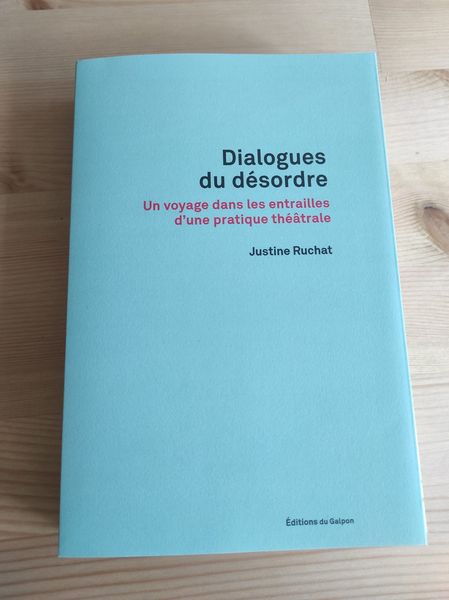 Dialogues
du désordre
Un voyage dans les entrailles
d'une pratique théâtrale
Justine Ruchat
Éditions du Galpon